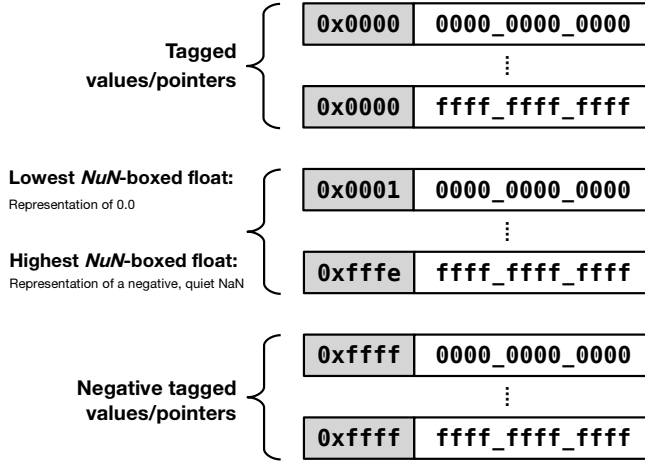 0x0000 0000_0000_0000
Tagged
values/pointers
0x0000 ffff_ffff_ffff
Lowest NuN-boxed float:
0x0001 0000_0000_0000
Representation of 0.0
Highest NuN-boxed float:
0xfffe ffff_ffff_ffff
Representation of a negative, quiet NaN
0xffff 0000_0000_0000
Negative tagged
values/pointers
0xffff ffff_ffff_ffff